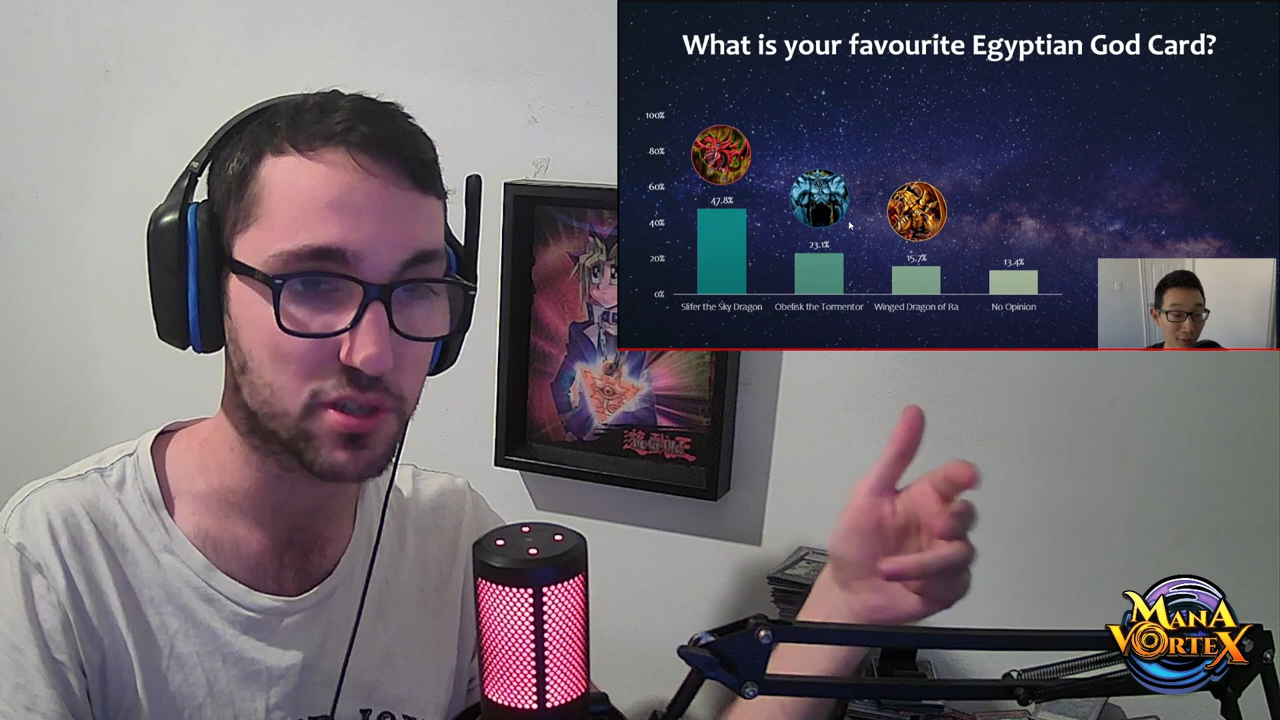 What is your favourite Egyptian God Card?
100%
80%
60%
40%
20%
0%
47.8%
23.1%
15.7%
13.4%
Slifer the Sky Dragon
Obelisk the Tormentor
Winged Dragon of Ra
No Opinion
MANA
VORTEX